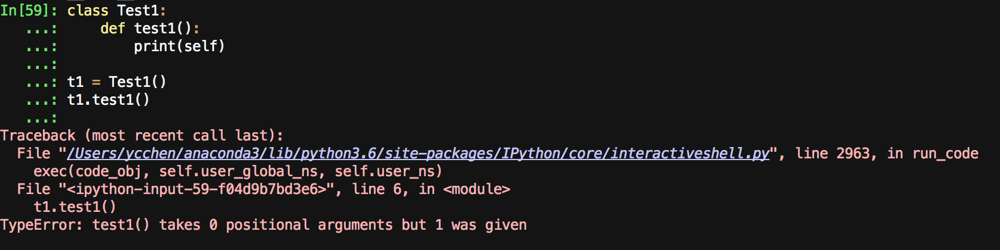 In[59]: class Test1:
   ...:     def test1():
   ...:         print(self)
   ...:
   ...: t1 = Test1()
   ...: t1.test1()
   ...:
Traceback (most recent call last):
  File "/Users/ycchen/anaconda3/lib/python3.6/site-packages/IPython/core/interactiveshell.py", line 2963, in run_code
    exec(code_obj, self.user_global_ns, self.user_ns)
  File "<ipython-input-59-f04d9b7bd3e6>", line 6, in <module>
    t1.test1()
TypeError: test1() takes 0 positional arguments but 1 was given